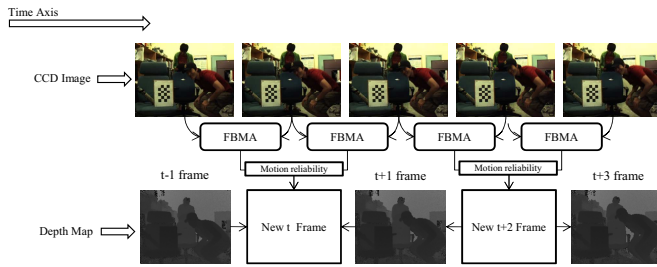 Time Axis
CCD Image
FBMA FBMA FBMA FBMA
Motion reliability Motion reliability
t-1 frame t+1 frame t+3 frame
Depth Map New t Frame New t+2 Frame